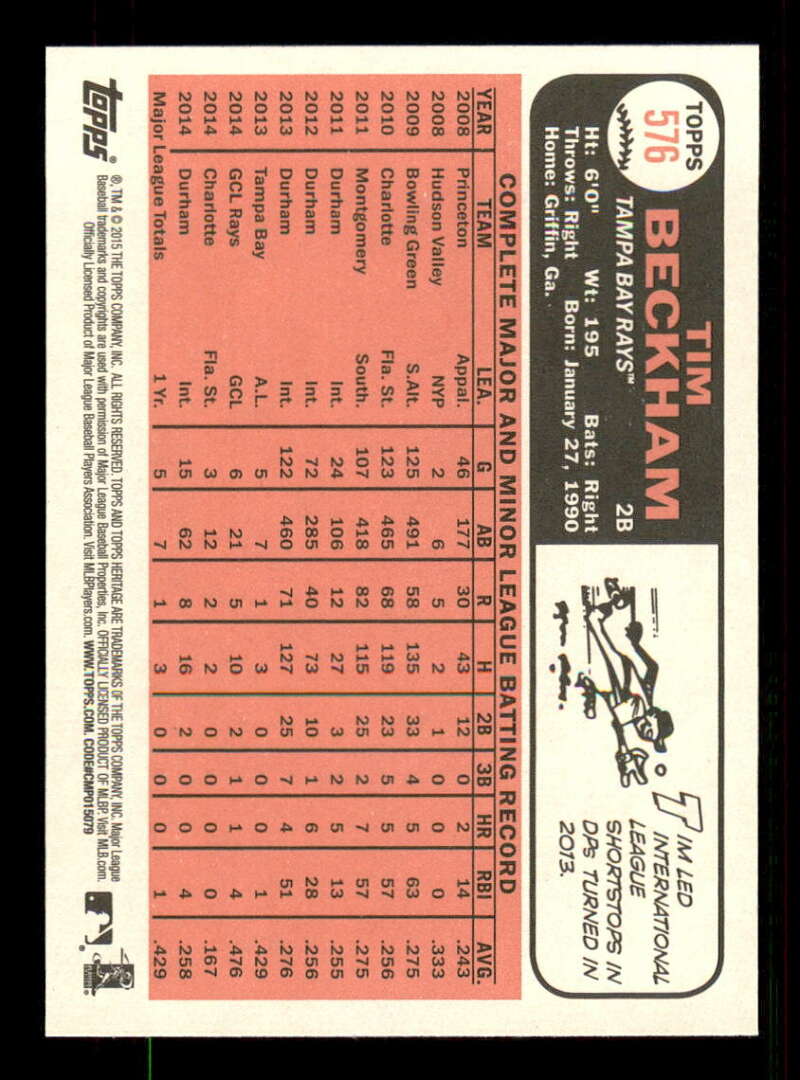 TOPPS
576
TIM
BECKHAM
TAMPA BAY RAYS™ 2B
Ht: 6'0" Wt: 195 Bats: Right
Throws: Right Born: January 27, 1990
Home: Griffin, Ga.
TIM LED
INTERNATIONAL
LEAGUE
SHORTSTOPS IN
DPs TURNED IN
2013.
COMPLETE MAJOR AND MINOR LEAGUE BATTING RECORD
YEAR TEAM LEA. G AB R H 2B 3B HR RBI AVG.
2008 Princeton Appal. 46 177 30 43 12 0 2 14 .243
2008 Hudson Valley NYP 2 6 5 2 1 0 0 0 .333
2009 Bowling Green S.Alt. 125 491 58 135 33 4 5 63 .275
2010 Charlotte Fla. St. 123 465 68 119 23 5 5 57 .256
2011 Montgomery South. 107 418 82 115 25 2 7 57 .275
2011 Durham Int. 24 106 12 27 3 2 5 13 .255
2012 Durham Int. 72 285 40 73 10 1 6 28 .256
2013 Durham Int. 122 460 71 127 25 7 4 51 .276
2013 Tampa Bay A.L. 5 7 1 3 0 0 0 1 .429
2014 GCL Rays GCL 6 21 5 10 2 1 1 4 .476
2014 Charlotte Fla. St. 3 12 2 2 0 0 0 0 .167
2014 Durham Int. 15 62 8 16 2 0 0 4 .258
Major League Totals 1 Yr. 5 7 1 3 0 0 0 1 .429
topps®
®, TM & © 2015 THE TOPPS COMPANY, INC. ALL RIGHTS RESERVED. TOPPS AND TOPPS HERITAGE ARE TRADEMARKS OF THE TOPPS COMPANY, INC. Major League
Baseball trademarks and copyrights are used with permission of Major League Baseball Properties, Inc. OFFICIALLY LICENSED PRODUCT OF MLBP. Visit MLB.com.
Officially Licensed Product of Major League Baseball Players Association. Visit MLBPlayers.com. WWW.TOPPS.COM. CODE#CMP015079